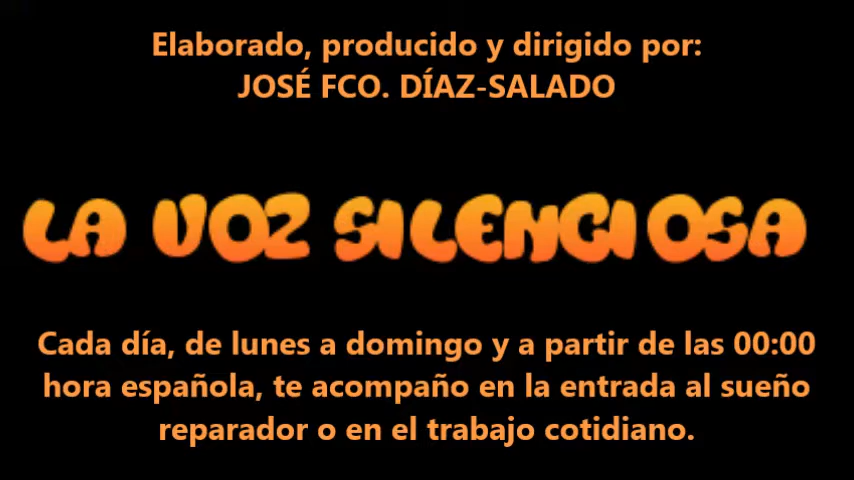 Elaborado, producido y dirigido por:
JOSÉ FCO. DÍAZ-SALADO
LA VOZ SILENCIOSA
Cada día, de lunes a domingo y a partir de las 00:00
hora española, te acompaño en la entrada al sueño
reparador o en el trabajo cotidiano.